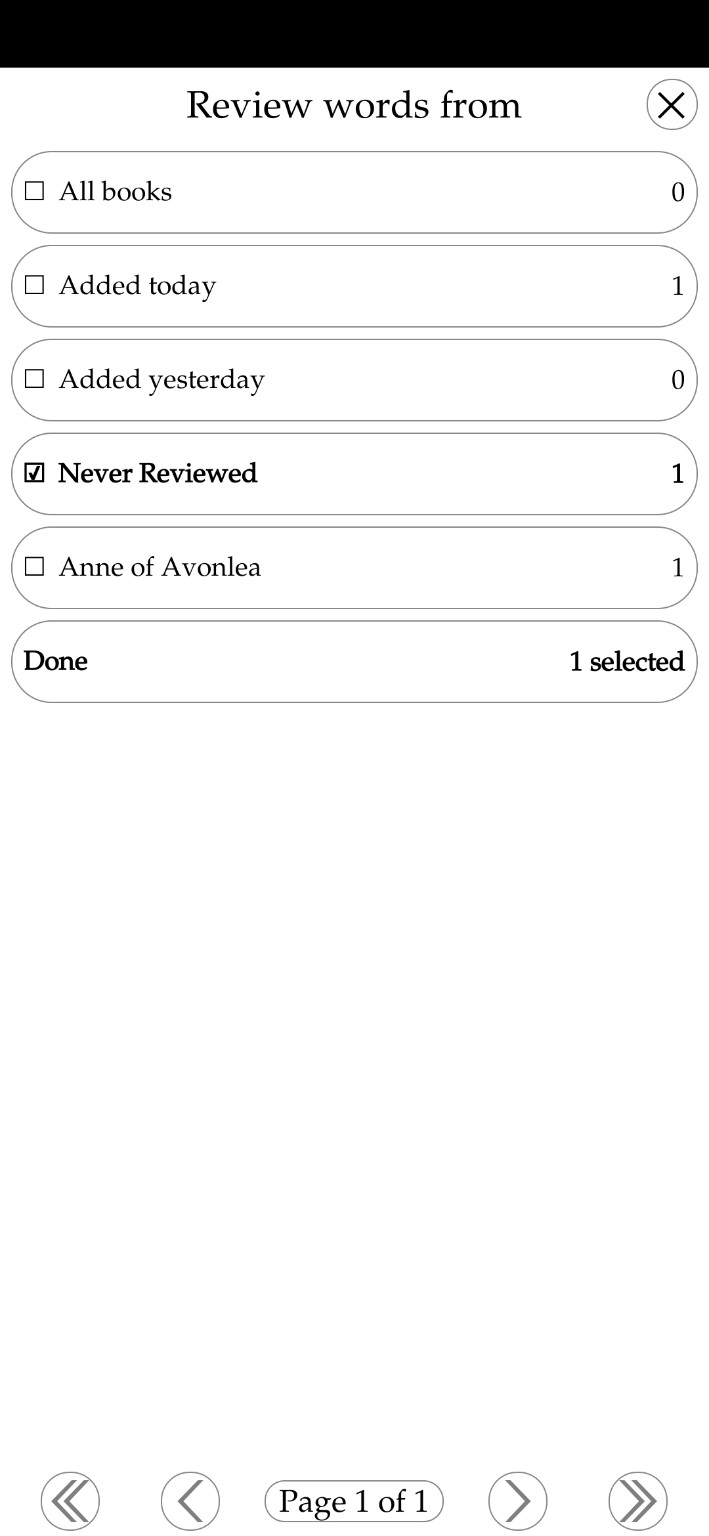 Review words from
☐ All books 0
☐ Added today 1
☐ Added yesterday 0
☑ Never Reviewed 1
☐ Anne of Avonlea 1
Done 1 selected
Page 1 of 1